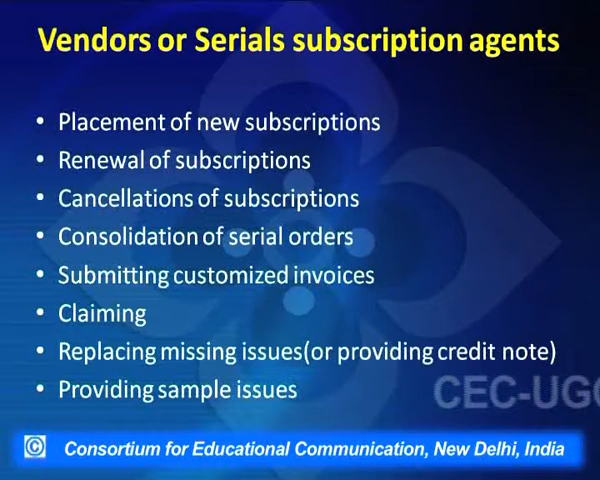 Vendors or Serials subscription agents
• Placement of new subscriptions
• Renewal of subscriptions
• Cancellations of subscriptions
• Consolidation of serial orders
• Submitting customized invoices
• Claiming
• Replacing missing issues(or providing credit note)
• Providing sample issues
CEC-UGC
© Consortium for Educational Communication, New Delhi, India